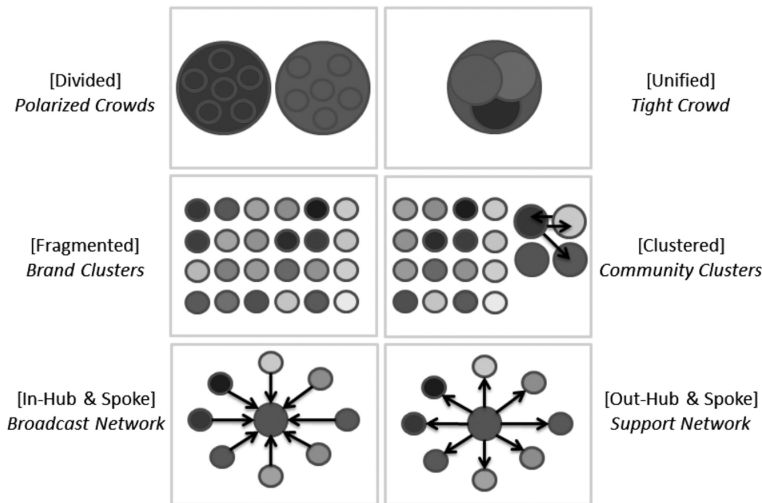 [Divided]
Polarized Crowds
[Unified]
Tight Crowd
[Fragmented]
Brand Clusters
[Clustered]
Community Clusters
[In-Hub & Spoke]
Broadcast Network
[Out-Hub & Spoke]
Support Network